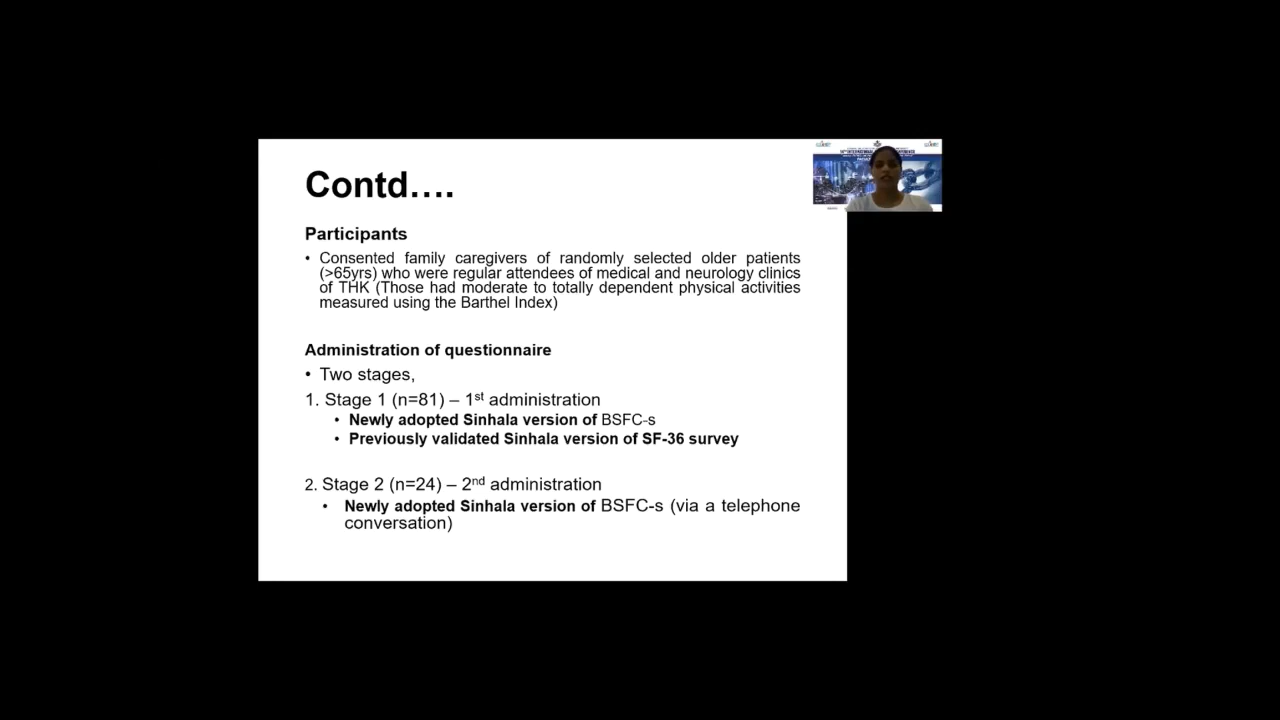 Contd….
Participants
• Consented family caregivers of randomly selected older patients
(>65yrs) who were regular attendees of medical and neurology clinics
of THK (Those had moderate to totally dependent physical activities
measured using the Barthel Index)
Administration of questionnaire
• Two stages,
1. Stage 1 (n=81) – 1st administration
• Newly adopted Sinhala version of BSFC-s
• Previously validated Sinhala version of SF-36 survey
2. Stage 2 (n=24) – 2nd administration
• Newly adopted Sinhala version of BSFC-s (via a telephone
conversation)